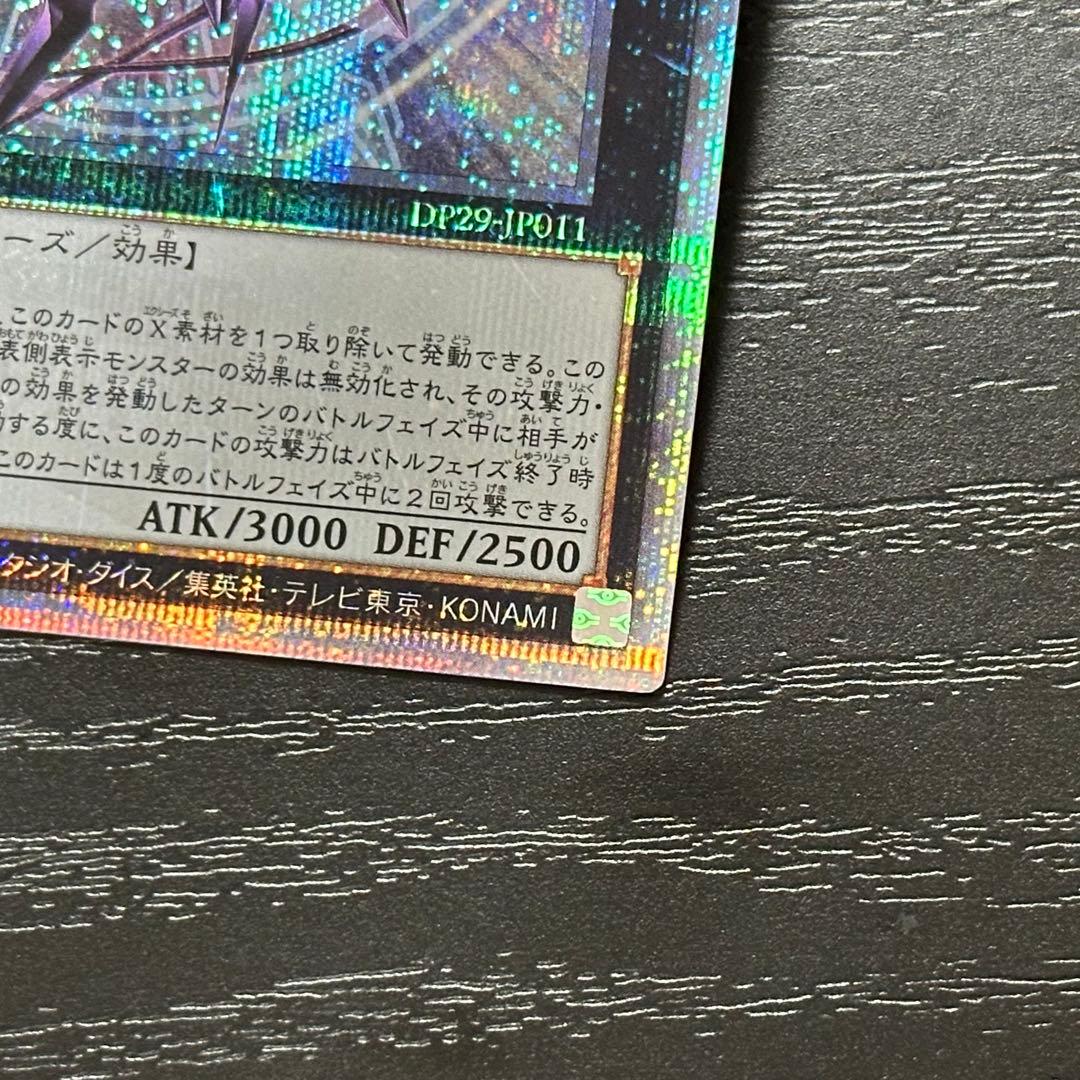 DP29-JP011
ーズ／効果】
、このカードのX素材を1つ取り除いて発動できる。この
表側表示モンスターの効果は無効化され、その攻撃力・
の効果を発動したターンのバトルフェイズ中に相手が
する度に、このカードの攻撃力はバトルフェイズ終了時
このカードは1度のバトルフェイズ中に2回攻撃できる。
ATK/3000 DEF/2500
タジオ・ダイス／集英社・テレビ東京・KONAMI